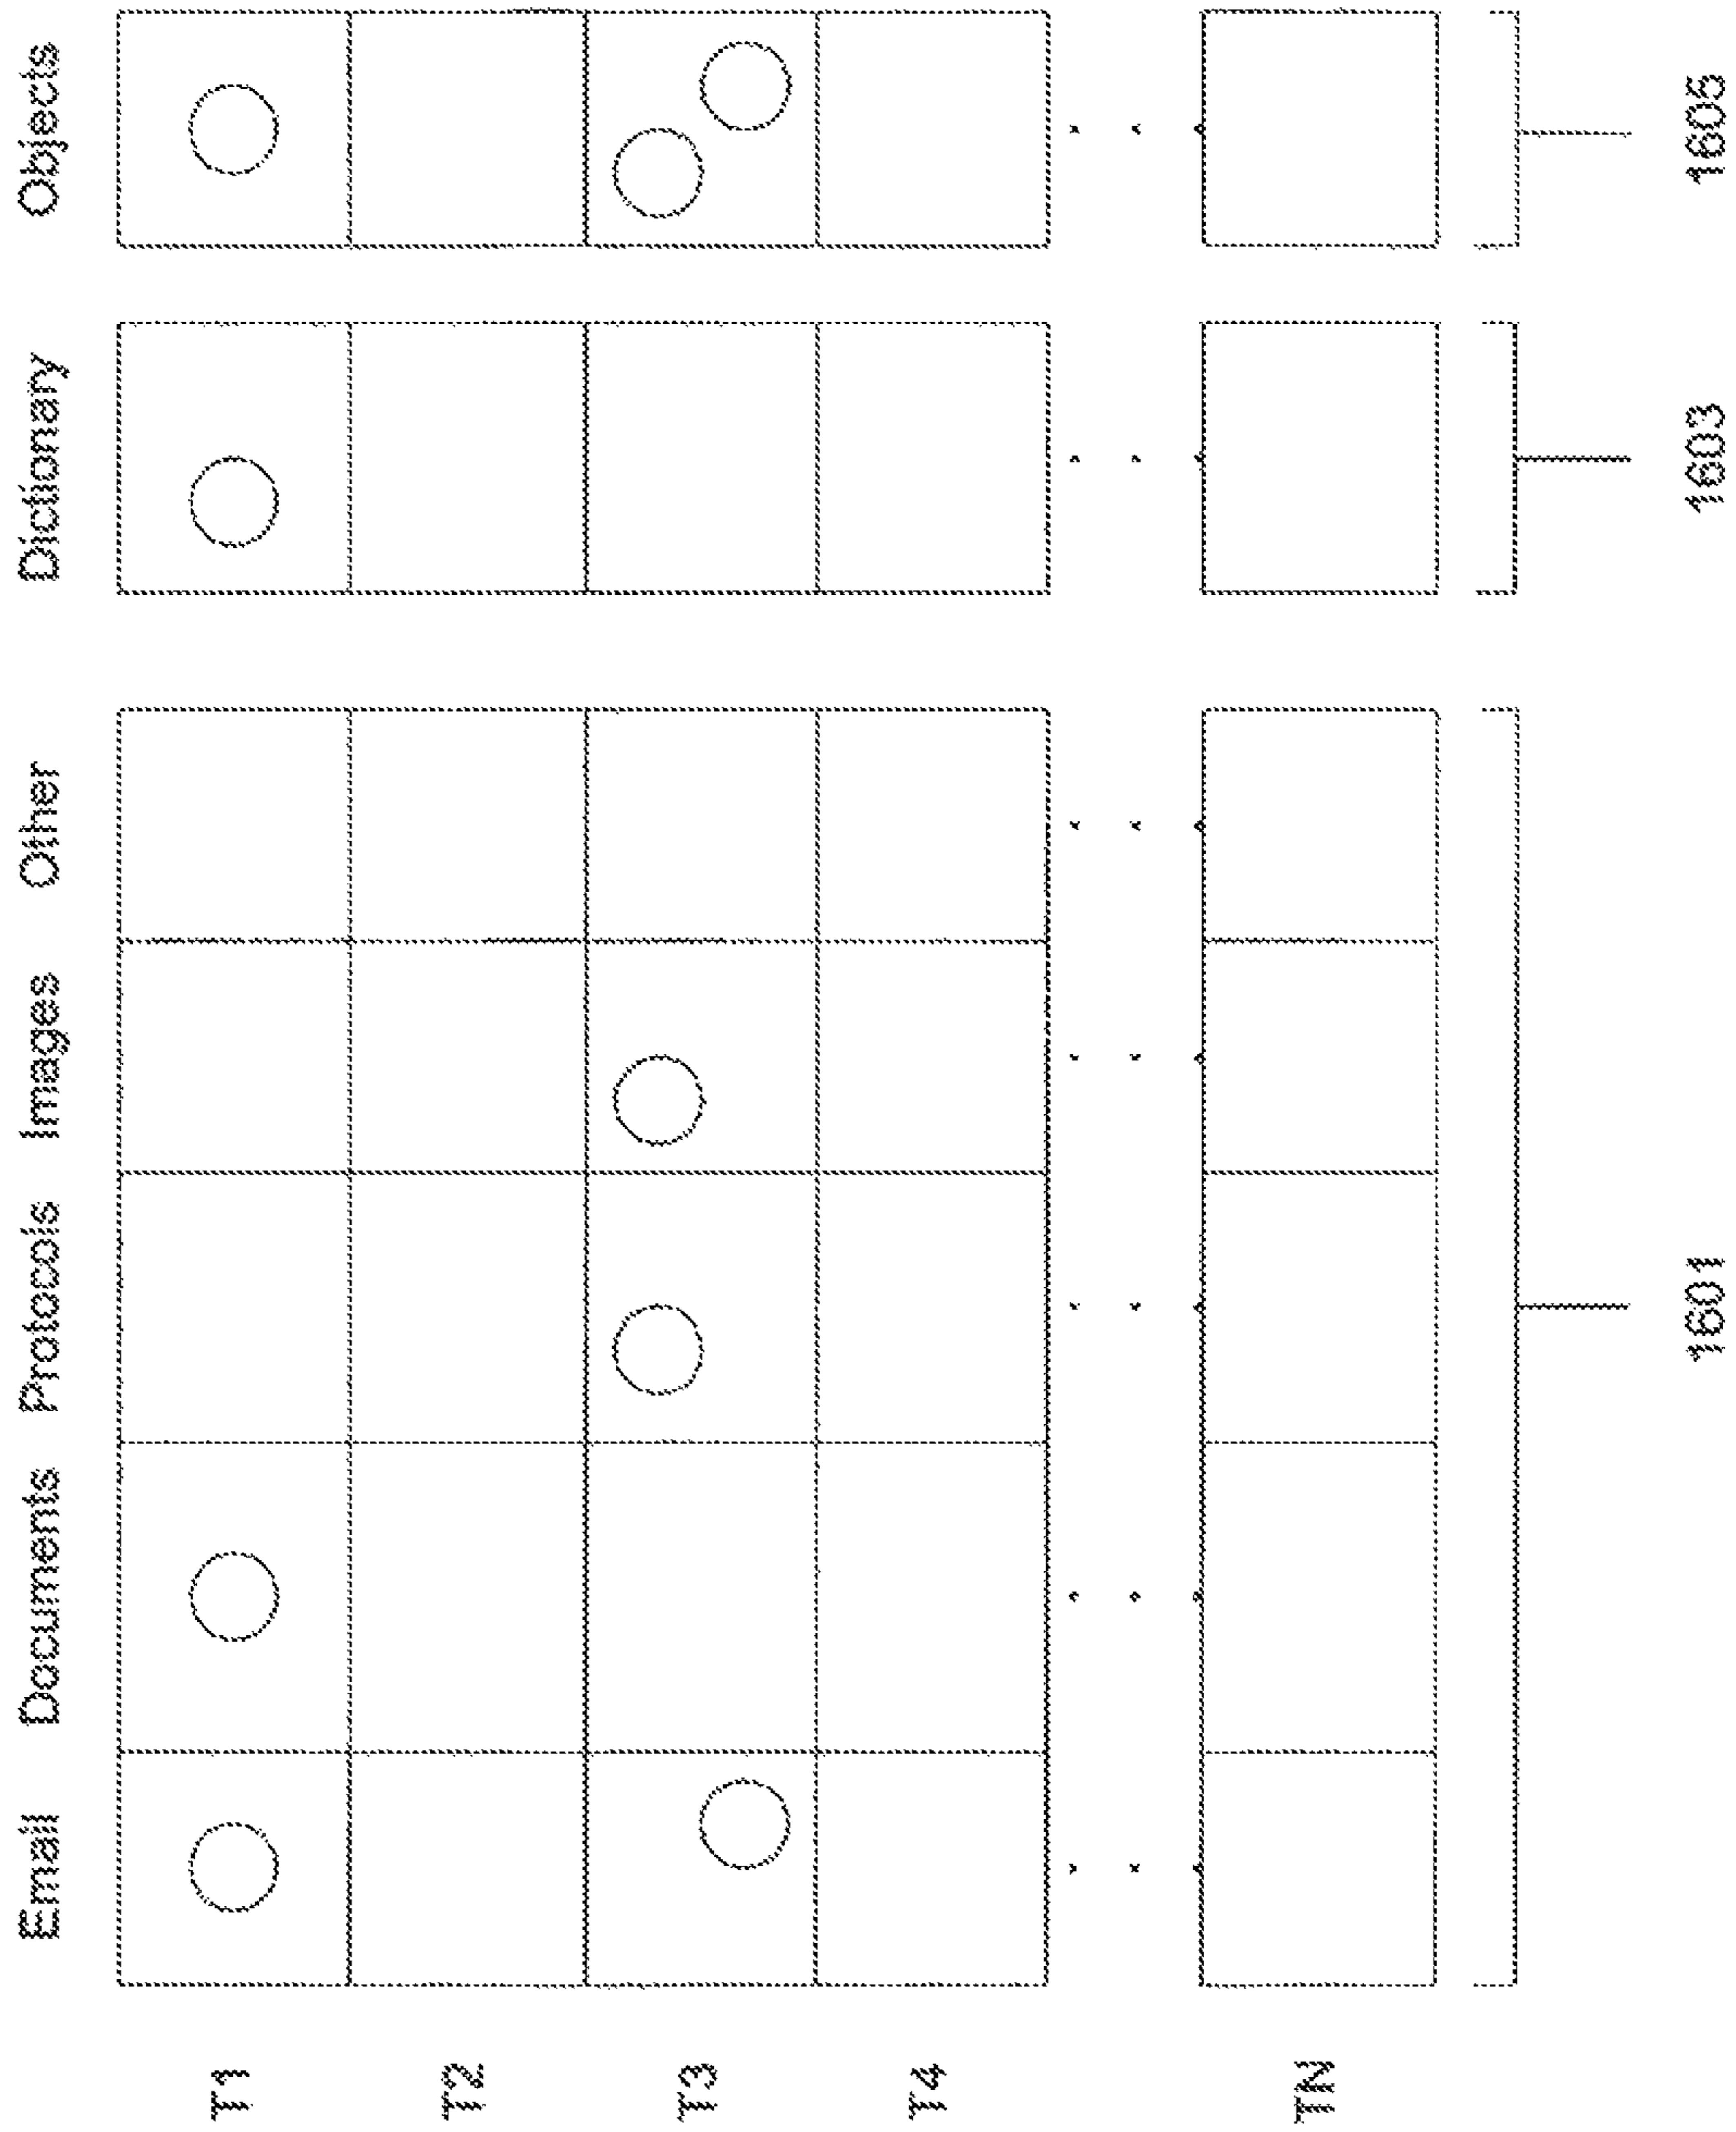 Email Documents Protocols Images Other Dictionary Objects
T1
T2
T3
T4
TN
1601 1603 1605